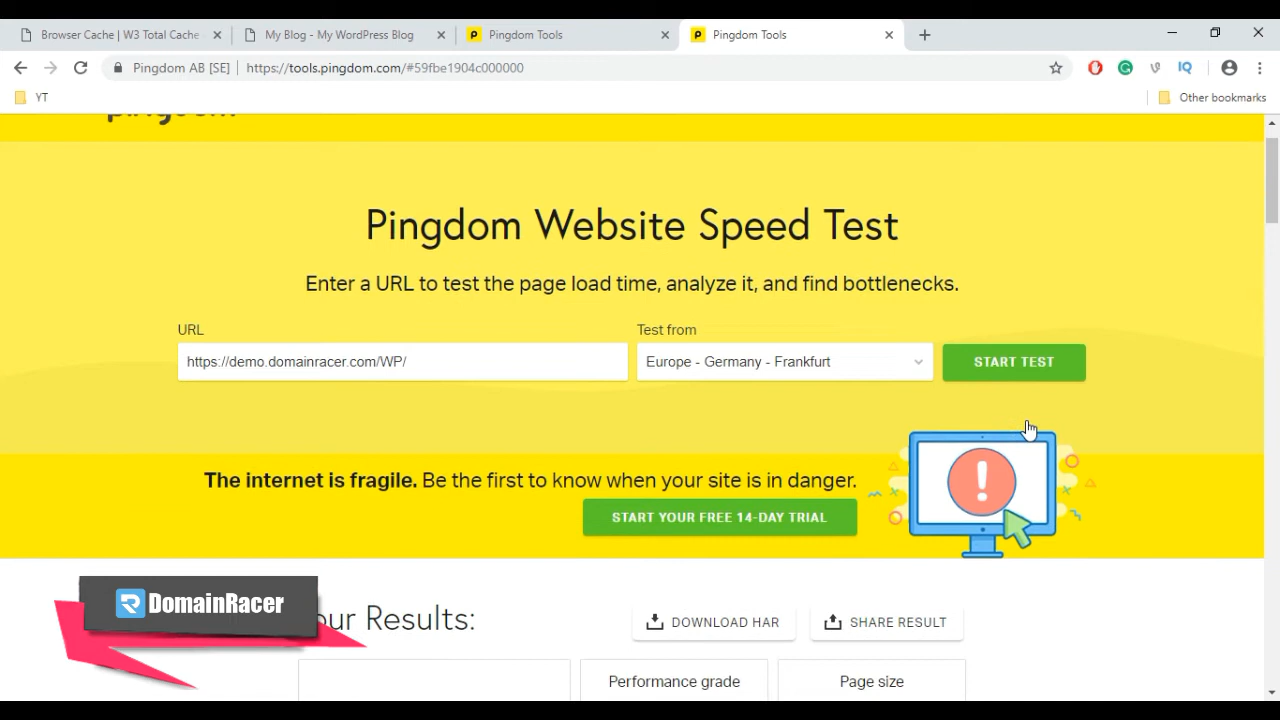 Browser Cache | W3 Total Cache
My Blog - My WordPress Blog
Pingdom Tools
Pingdom Tools
Pingdom AB [SE]
https://tools.pingdom.com/#59fbe1904c000000
IQ
YT
Other bookmarks
pingdom
Pingdom Website Speed Test
Enter a URL to test the page load time, analyze it, and find bottlenecks.
URL
Test from
https://demo.domainracer.com/WP/
Europe - Germany - Frankfurt
START TEST
The internet is fragile. Be the first to know when your site is in danger.
START YOUR FREE 14-DAY TRIAL
DomainRacer
our Results:
DOWNLOAD HAR
SHARE RESULT
Performance grade
Page size